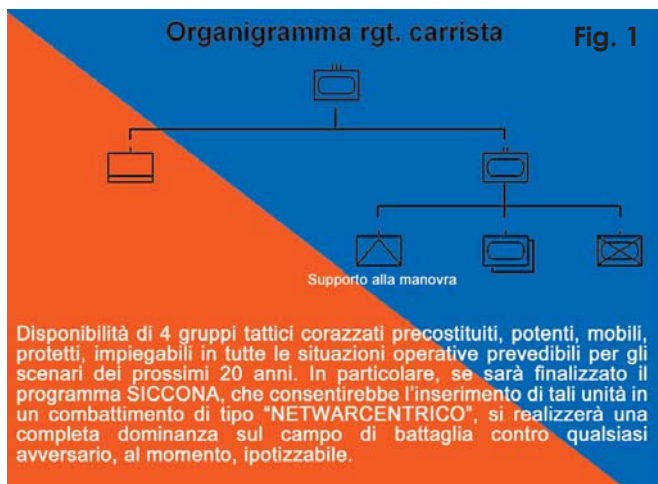 Organigramma rgt. carrista
Fig. 1
Supporto alla manovra
Disponibilità di 4 gruppi tattici corazzati precostituiti, potenti, mobili,
protetti, impiegabili in tutte le situazioni operative prevedibili per gli
scenari dei prossimi 20 anni. In particolare, se sarà finalizzato il
programma SICCONA, che consentirebbe l'inserimento di tali unità in
un combattimento di tipo "NETWARCENTRICO", si realizzerà una
completa dominanza sul campo di battaglia contro qualsiasi
avversario, al momento, ipotizzabile.